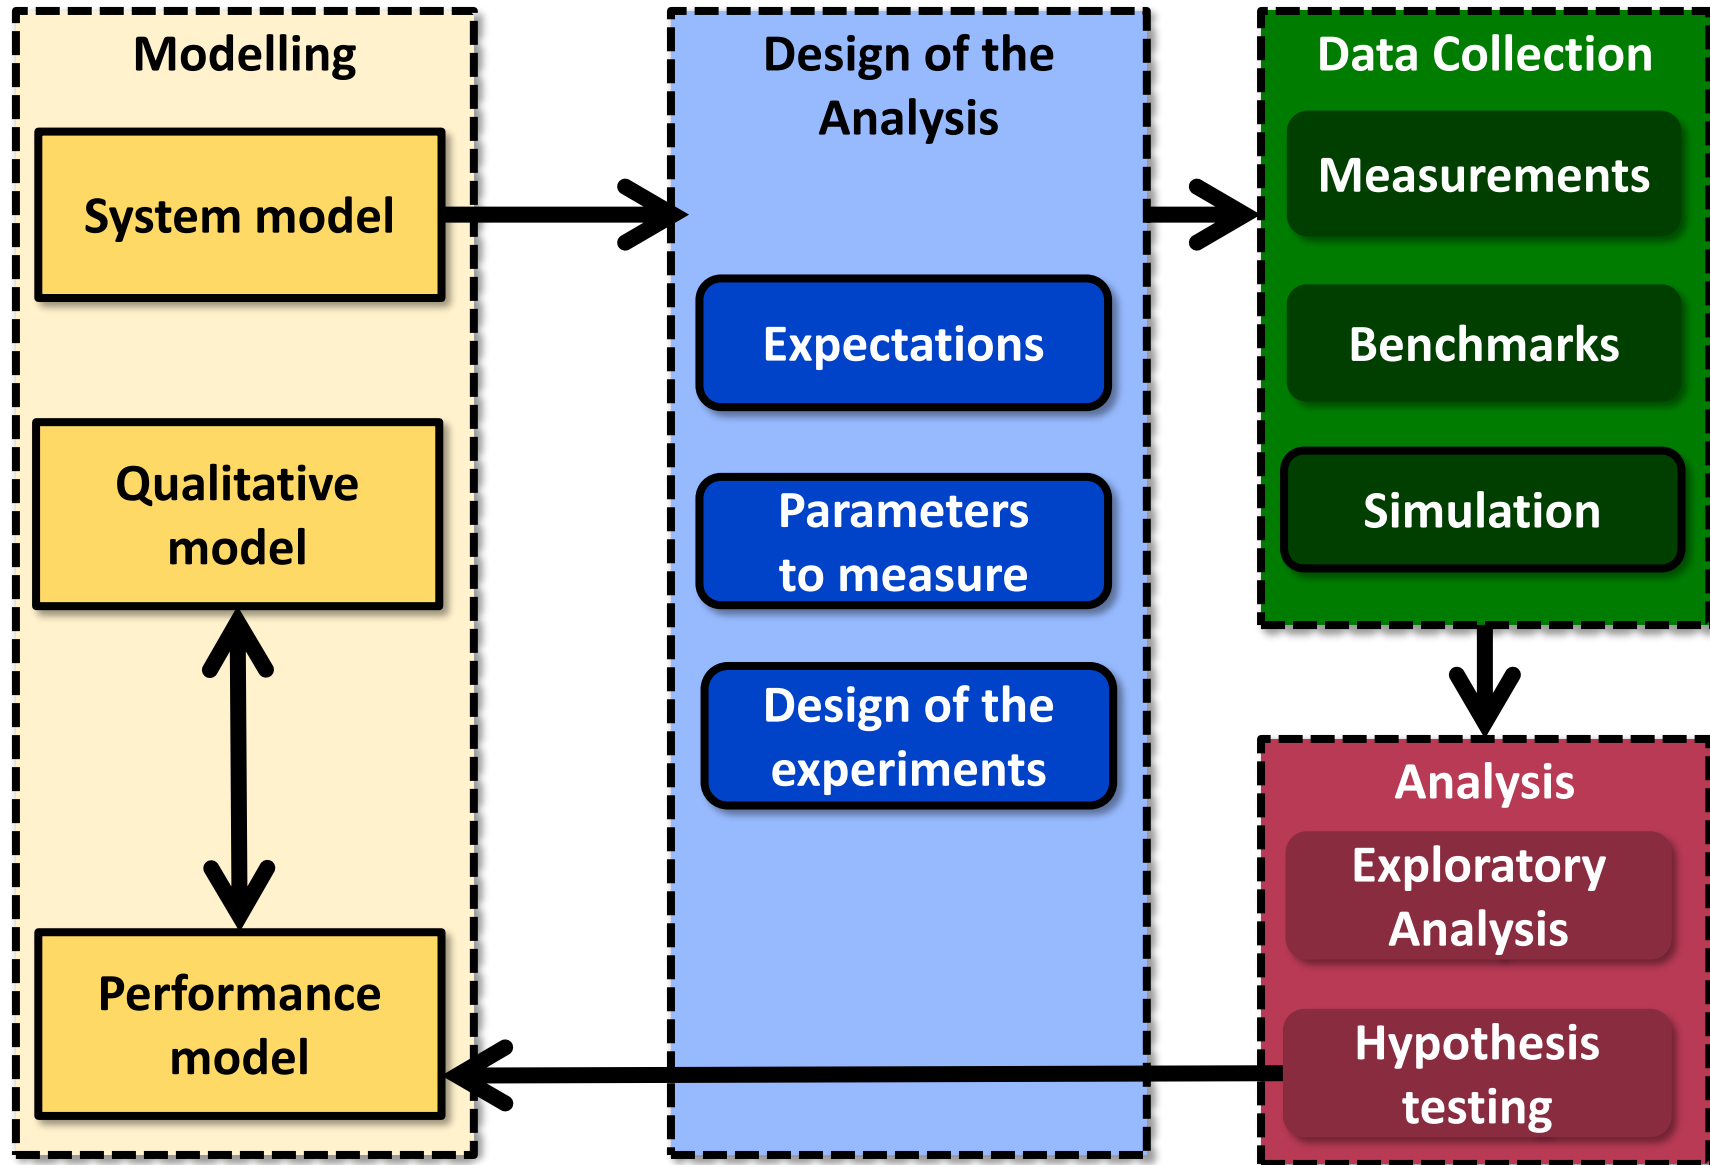 Modelling
System model
Qualitative
model
Performance
model
Design of the
Analysis
Expectations
Parameters
to measure
Design of the
experiments
Data Collection
Measurements
Benchmarks
Simulation
Analysis
Exploratory
Analysis
Hypothesis
testing